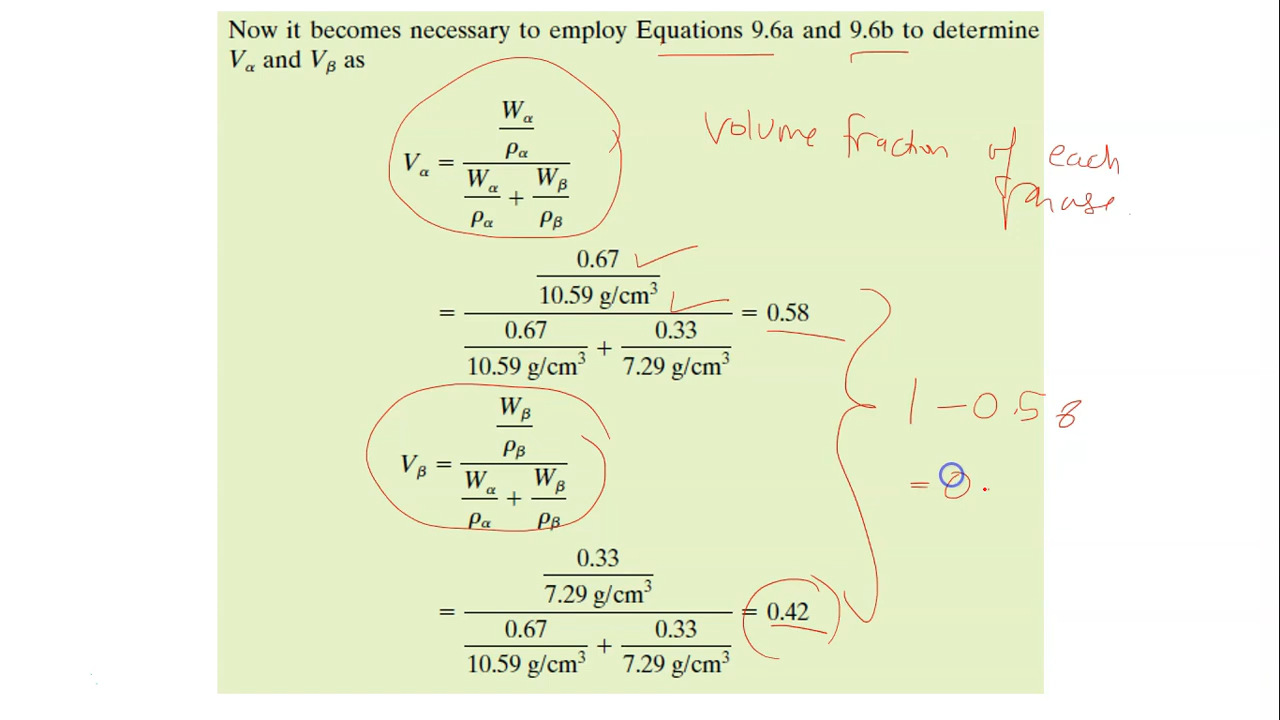 Now it becomes necessary to employ Equations 9.6a and 9.6b to determine
Vα and Vβ as
Vα = (Wα/ρα) / (Wα/ρα + Wβ/ρβ)
volume fraction of each
phase.
= (0.67 / 10.59 g/cm³) / (0.67 / 10.59 g/cm³ + 0.33 / 7.29 g/cm³) = 0.58
1 - 0.58
= 0.
Vβ = (Wβ/ρβ) / (Wα/ρα + Wβ/ρβ)
= (0.33 / 7.29 g/cm³) / (0.67 / 10.59 g/cm³ + 0.33 / 7.29 g/cm³) = 0.42